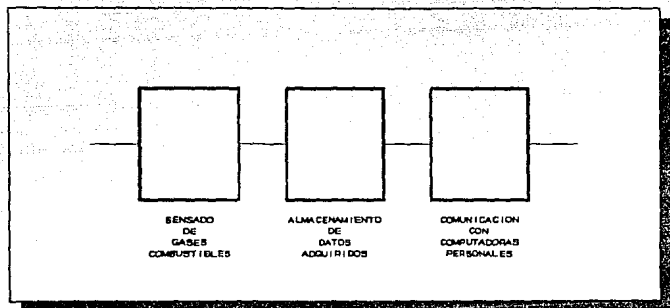 SENSADO
DE
GASES
COMBUSTIBLES
ALMACENAMIENTO
DE
DATOS
ADQUIRIDOS
COMUNICACION
CON
COMPUTADORAS
PERSONALES